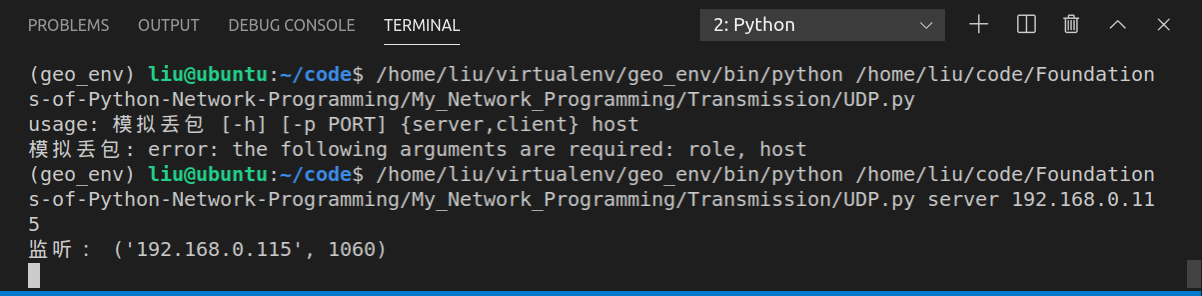 PROBLEMS OUTPUT DEBUG CONSOLE TERMINAL 2: Python
(geo_env) liu@ubuntu:~/code$ /home/liu/virtualenv/geo_env/bin/python /home/liu/code/Foundation
s-of-Python-Network-Programming/My_Network_Programming/Transmission/UDP.py
usage: 模拟丢包 [-h] [-p PORT] {server,client} host
模拟丢包: error: the following arguments are required: role, host
(geo_env) liu@ubuntu:~/code$ /home/liu/virtualenv/geo_env/bin/python /home/liu/code/Foundation
s-of-Python-Network-Programming/My_Network_Programming/Transmission/UDP.py server 192.168.0.11
5
监听： ('192.168.0.115', 1060)